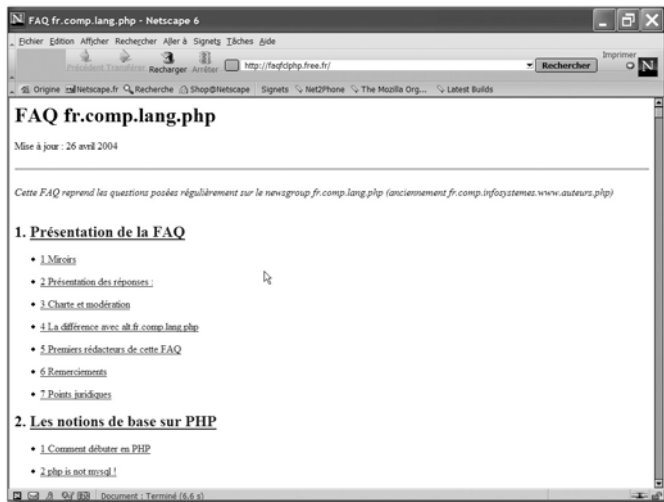 FAQ fr.comp.lang.php - Netscape 6
Fichier Edition Afficher Rechercher Aller à Signets Tâches Aide
Précédent Transférer Recharger Arrêter http://faqfclphp.free.fr/ Rechercher Imprimer
Origine Netscape.fr Recherche Shop@Netscape Signets Net2Phone The Mozilla Org... Latest Builds
FAQ fr.comp.lang.php
Mise à jour : 26 avril 2004
Cette FAQ reprend les questions posées régulièrement sur le newsgroup fr.comp.lang.php (anciennement fr.comp.infosystemes.www.auteurs.php)
1. Présentation de la FAQ
• 1 Miroirs
• 2 Présentation des réponses :
• 3 Charte et modération
• 4 La différence avec alt.fr.comp.lang.php
• 5 Premiers rédacteurs de cette FAQ
• 6 Remerciements
• 7 Points juridiques
2. Les notions de base sur PHP
• 1 Comment débuter en PHP
• 2 php is not mysql !
Document : Terminé (6.6 s)